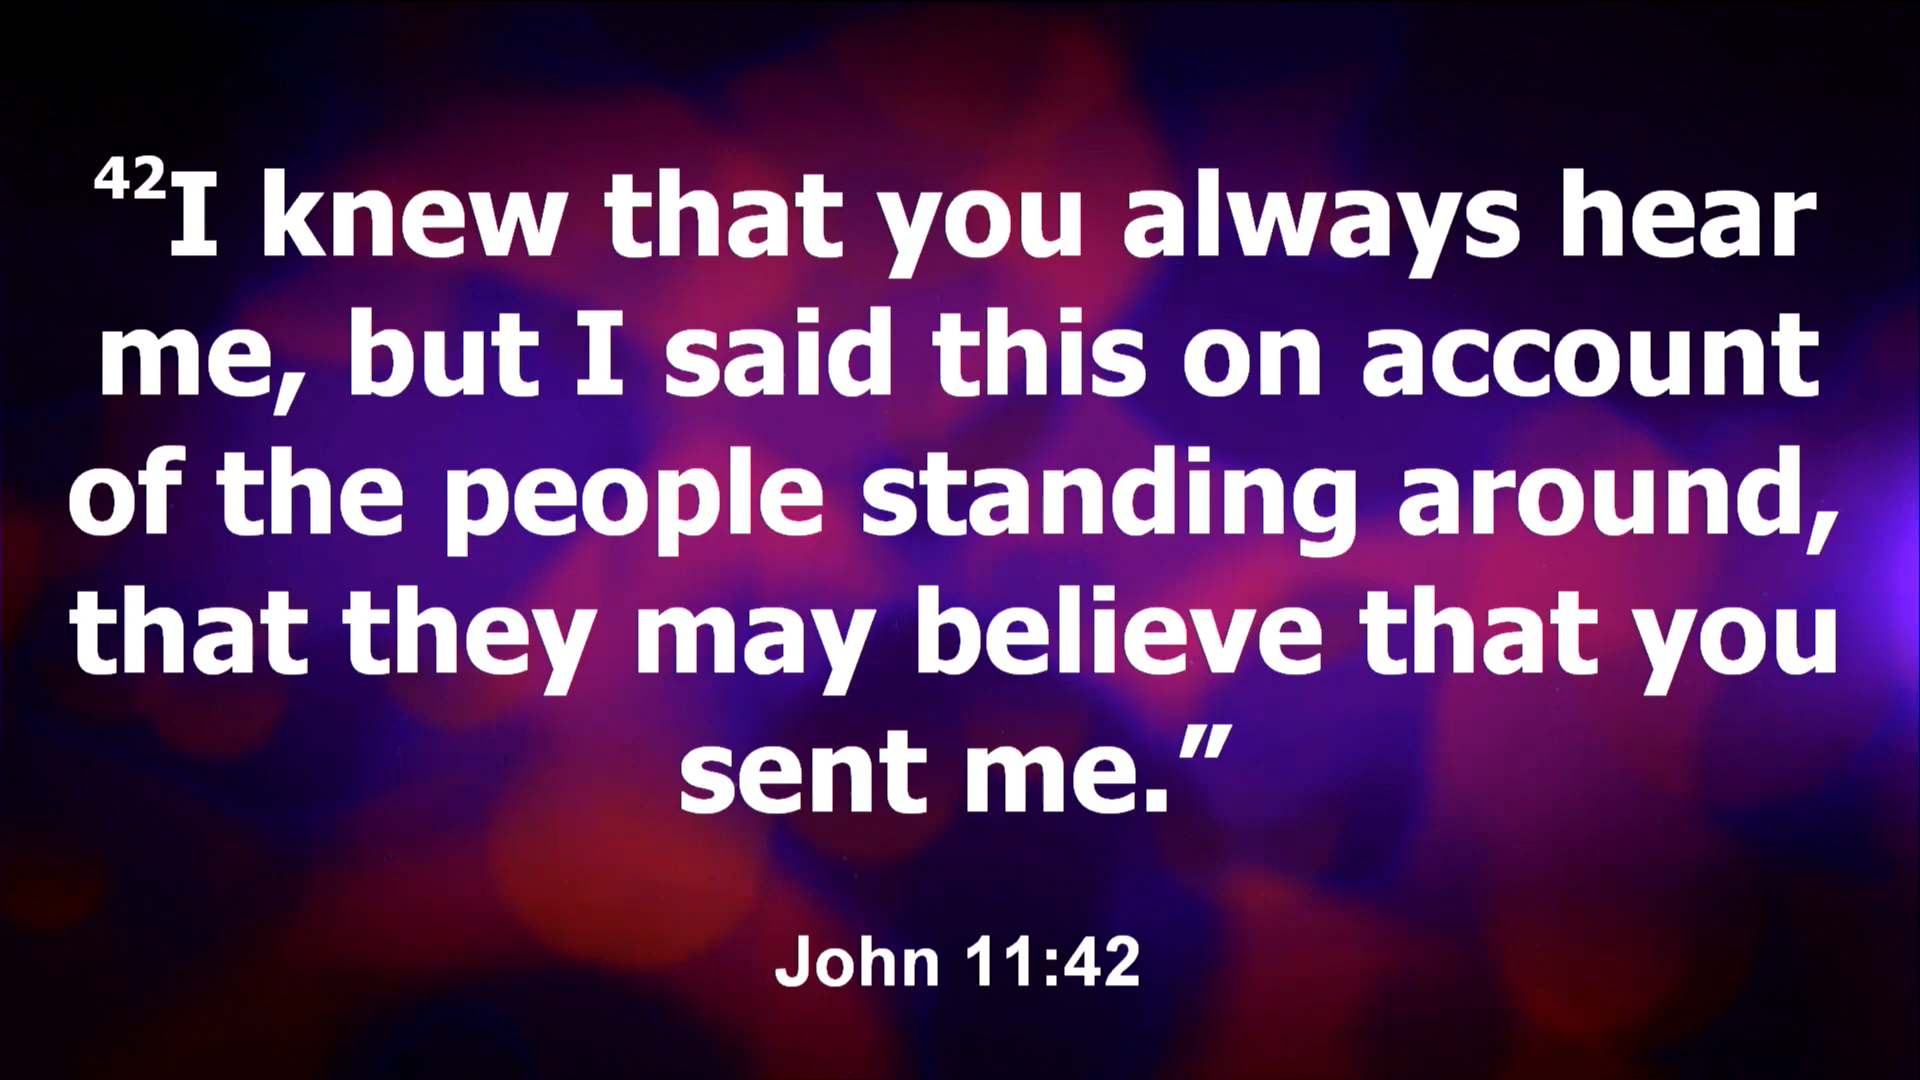 42I knew that you always hear
me, but I said this on account
of the people standing around,
that they may believe that you
sent me.”
John 11:42